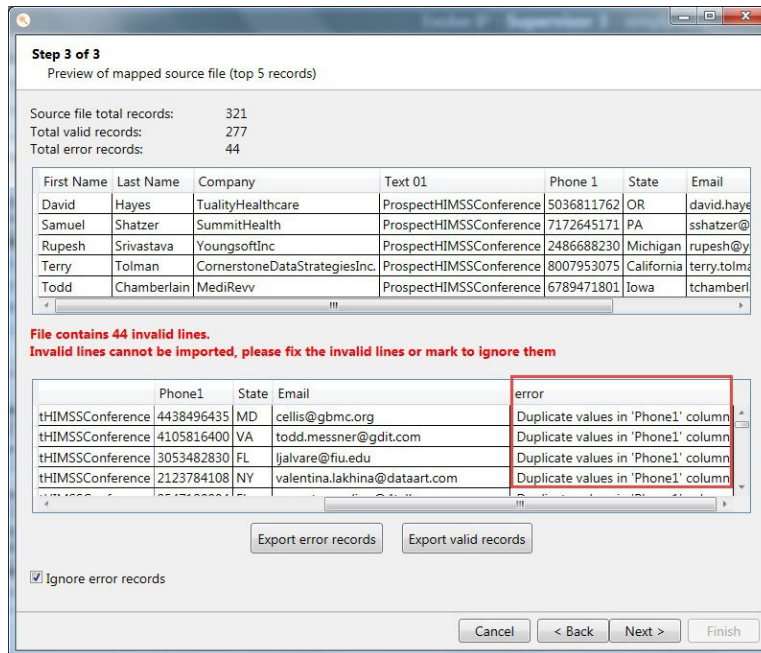 Step 3 of 3
Preview of mapped source file (top 5 records)
Source file total records: 321
Total valid records: 277
Total error records: 44
First Name Last Name Company Text 01 Phone 1 State Email
David Hayes TualityHealthcare ProspectHIMSSConference 5036811762 OR david.haye
Samuel Shatzer SummitHealth ProspectHIMSSConference 7172645171 PA sshatzer@
Rupesh Srivastava YoungsoftInc ProspectHIMSSConference 2486688230 Michigan rupesh@y
Terry Tolman CornerstoneDataStrategiesInc. ProspectHIMSSConference 8007953075 California terry.tolma
Todd Chamberlain MediRevv ProspectHIMSSConference 6789471801 Iowa tchamberl
File contains 44 invalid lines.
Invalid lines cannot be imported, please fix the invalid lines or mark to ignore them
Phone1 State Email error
tHIMSSConference 4438496435 MD cellis@gbmc.org Duplicate values in 'Phone1' column
tHIMSSConference 4105816400 VA todd.messner@gdit.com Duplicate values in 'Phone1' column
tHIMSSConference 3053482830 FL ljalvare@fiu.edu Duplicate values in 'Phone1' column
tHIMSSConference 2123784108 NY valentina.lakhina@dataart.com Duplicate values in 'Phone1' column
Export error records Export valid records
Ignore error records
Cancel < Back Next > Finish